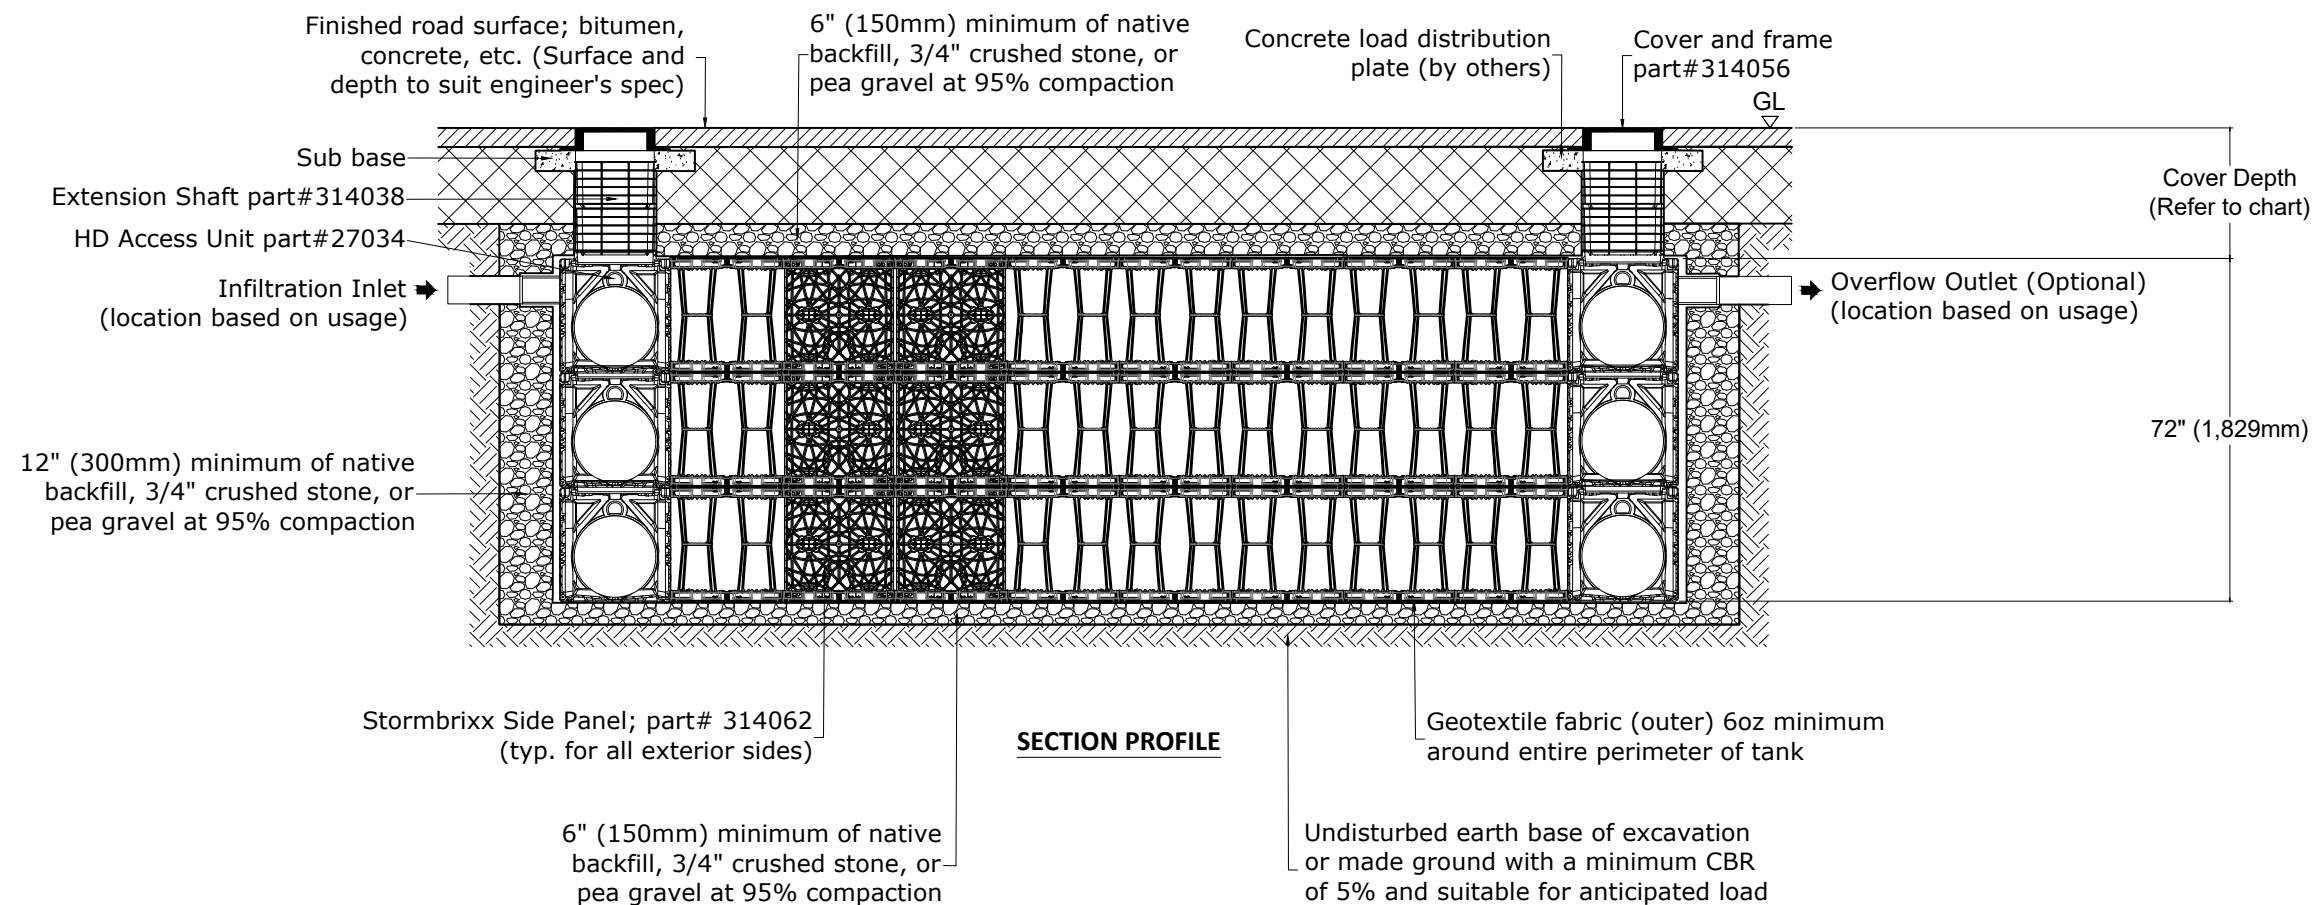 Finished road surface; bitumen,
concrete, etc. (Surface and
depth to suit engineer's spec)
6" (150mm) minimum of native
backfill, 3/4" crushed stone, or
pea gravel at 95% compaction
Concrete load distribution
plate (by others)
Cover and frame
part#314056
GL
Sub base
Extension Shaft part#314038
HD Access Unit part#27034
Infiltration Inlet
(location based on usage)
Cover Depth
(Refer to chart)
Overflow Outlet (Optional)
(location based on usage)
72" (1,829mm)
12" (300mm) minimum of native
backfill, 3/4" crushed stone, or
pea gravel at 95% compaction
Stormbrixx Side Panel; part# 314062
(typ. for all exterior sides)
SECTION PROFILE
Geotextile fabric (outer) 6oz minimum
around entire perimeter of tank
6" (150mm) minimum of native
backfill, 3/4" crushed stone, or
pea gravel at 95% compaction
Undisturbed earth base of excavation
or made ground with a minimum CBR
of 5% and suitable for anticipated load